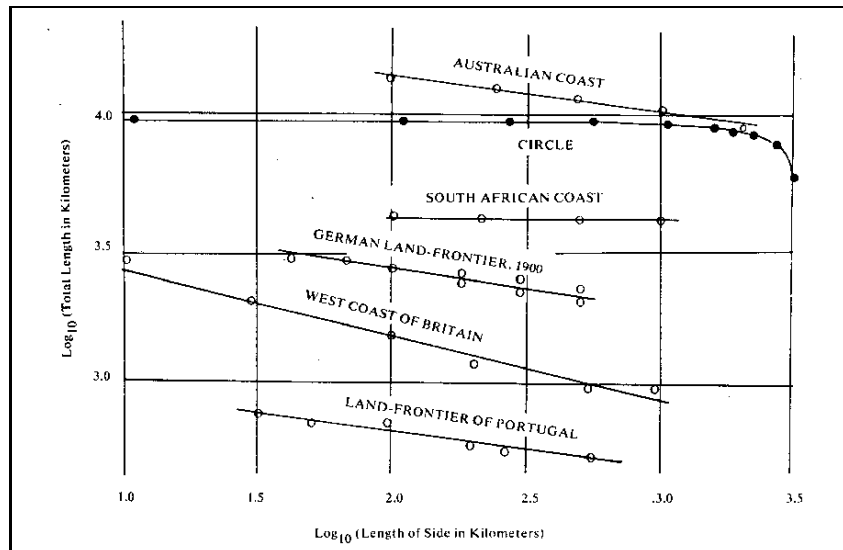 AUSTRALIAN COAST
4.0
CIRCLE
SOUTH AFRICAN COAST
3.5
GERMAN LAND-FRONTIER, 1900
WEST COAST OF BRITAIN
3.0
LAND-FRONTIER OF PORTUGAL
Log10 (Total Length in Kilometers)
1.0 1.5 2.0 2.5 .3.0 3.5
Log10 (Length of Side in Kilometers)